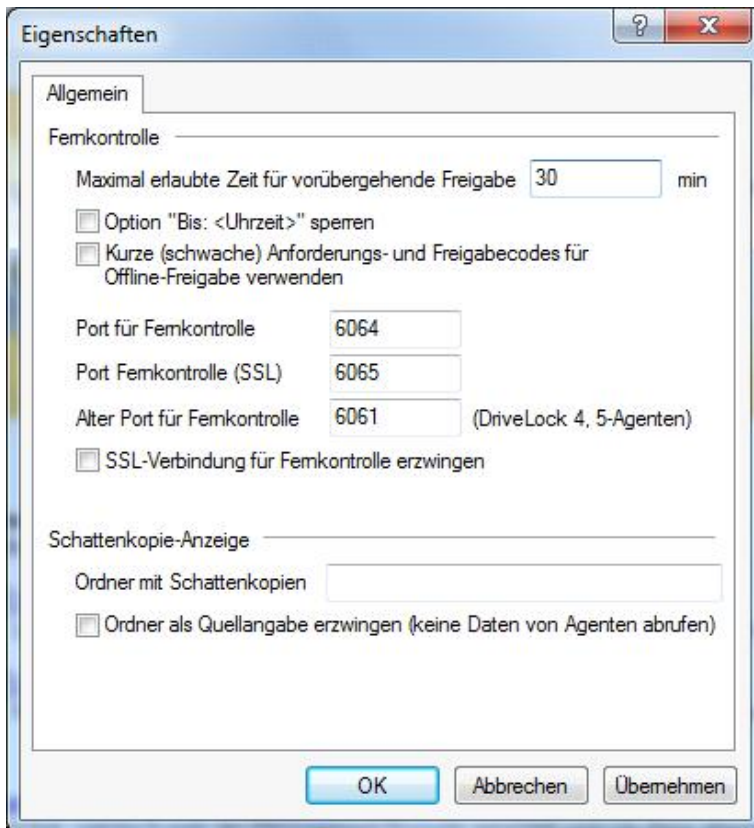 Eigenschaften
Allgemein
Fernkontrolle
Maximal erlaubte Zeit für vorübergehende Freigabe 30 min
Option "Bis: <Uhrzeit>" sperren
Kurze (schwache) Anforderungs- und Freigabecodes für
Offline-Freigabe verwenden
Port für Fernkontrolle 6064
Port Fernkontrolle (SSL) 6065
Alter Port für Fernkontrolle 6061 (DriveLock 4, 5-Agenten)
SSL-Verbindung für Fernkontrolle erzwingen
Schattenkopie-Anzeige
Ordner mit Schattenkopien
Ordner als Quellangabe erzwingen (keine Daten von Agenten abrufen)
OK Abbrechen Übernehmen